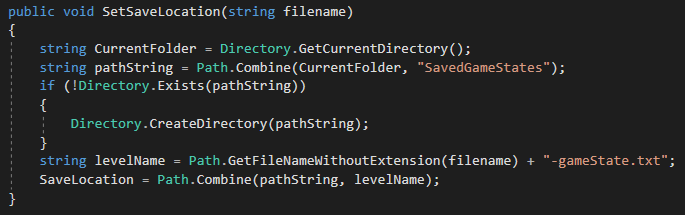 public void SetSaveLocation(string filename)
{
string CurrentFolder = Directory.GetCurrentDirectory();
string pathString = Path.Combine(CurrentFolder, "SavedGameStates");
if (!Directory.Exists(pathString))
{
Directory.CreateDirectory(pathString);
}
string levelName = Path.GetFileNameWithoutExtension(filename) + "-gameState.txt";
SaveLocation = Path.Combine(pathString, levelName);
}